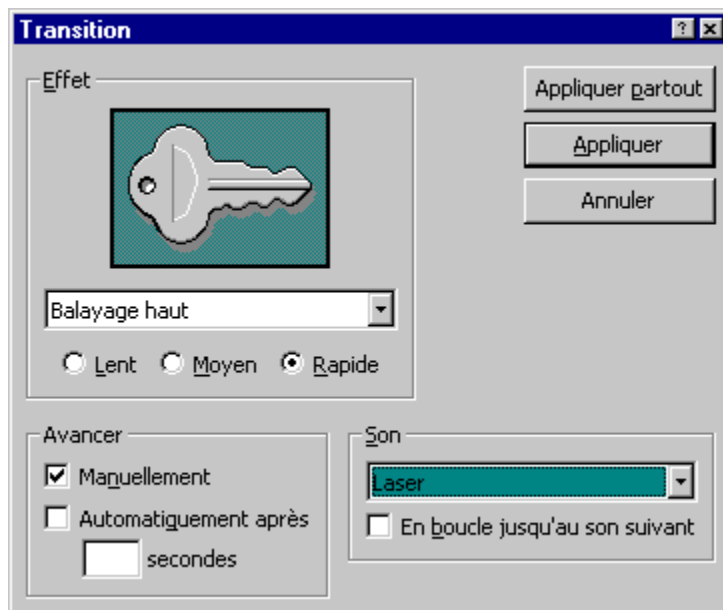 Transition
Effet
Appliquer partout
Appliquer
Annuler
Balayage haut
Lent Moyen Rapide
Avancer
Manuellement
Automatiquement après
secondes
Son
Laser
En boucle jusqu'au son suivant